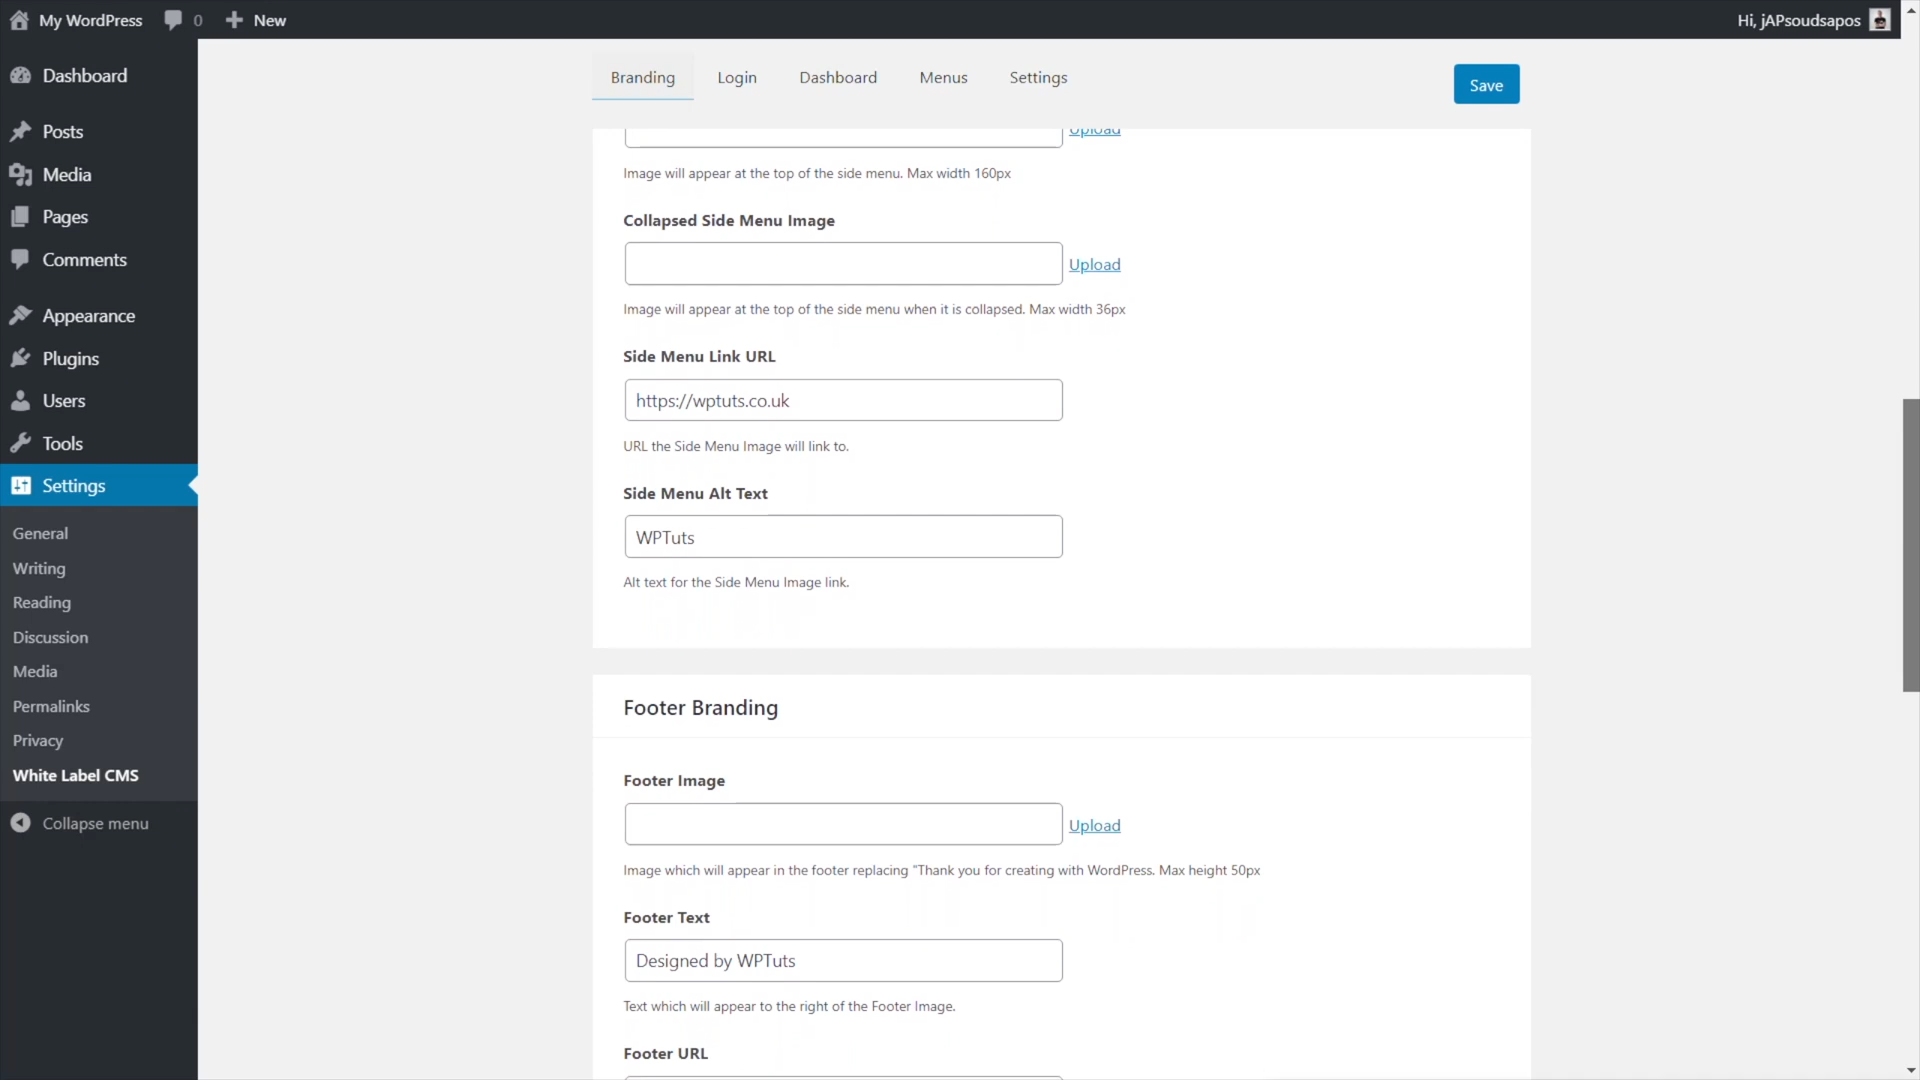 My WordPress
0
New
Hi, jAPsoudsapos
Dashboard
Posts
Media
Pages
Comments
Appearance
Plugins
Users
Tools
Settings
General
Writing
Reading
Discussion
Media
Permalinks
Privacy
White Label CMS
Collapse menu
Branding
Login
Dashboard
Menus
Settings
Save
Upload
Image will appear at the top of the side menu. Max width 160px
Collapsed Side Menu Image
Upload
Image will appear at the top of the side menu when it is collapsed. Max width 36px
Side Menu Link URL
https://wptuts.co.uk
URL the Side Menu Image will link to.
Side Menu Alt Text
WPTuts
Alt text for the Side Menu Image link.
Footer Branding
Footer Image
Upload
Image which will appear in the footer replacing "Thank you for creating with WordPress. Max height 50px
Footer Text
Designed by WPTuts
Text which will appear to the right of the Footer Image.
Footer URL